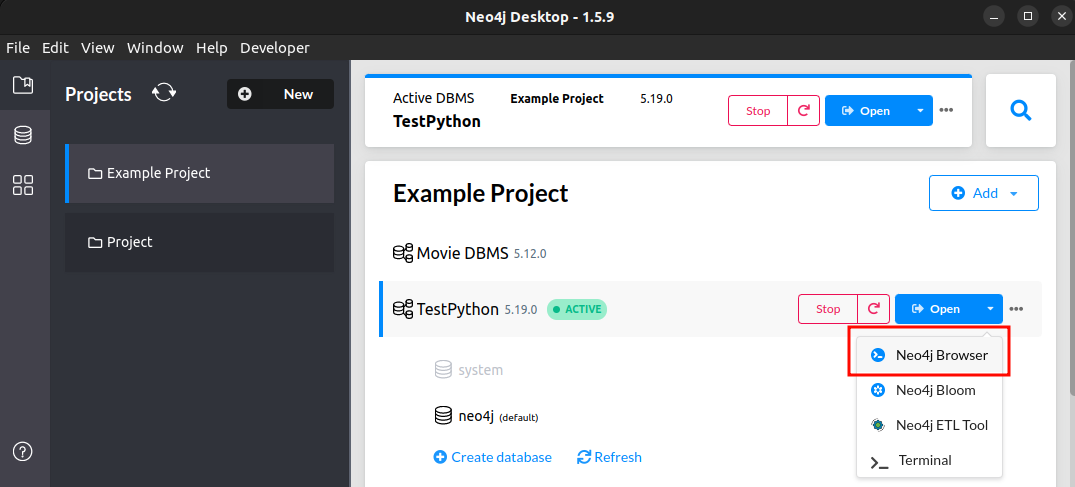 Neo4j Desktop - 1.5.9
File Edit View Window Help Developer
Projects New
Example Project
Project
Active DBMS Example Project 5.19.0
TestPython
Stop Open
Example Project
Add
Movie DBMS 5.12.0
TestPython 5.19.0 ACTIVE Stop Open
Neo4j Browser
system
Neo4j Bloom
neo4j (default)
Neo4j ETL Tool
Create database Refresh
Terminal